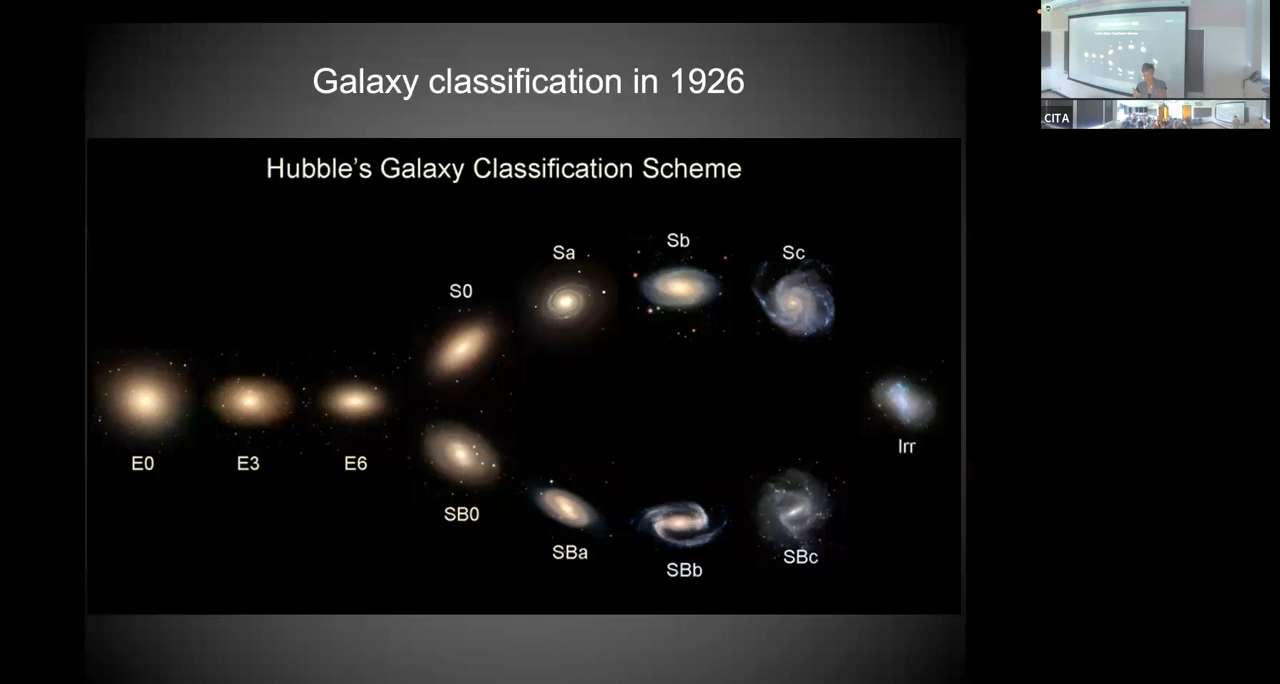 Galaxy classification in 1926
Hubble's Galaxy Classification Scheme
Sa
Sb
Sc
S0
E0
E3
E6
Irr
SB0
SBa
SBb
SBc
CITA